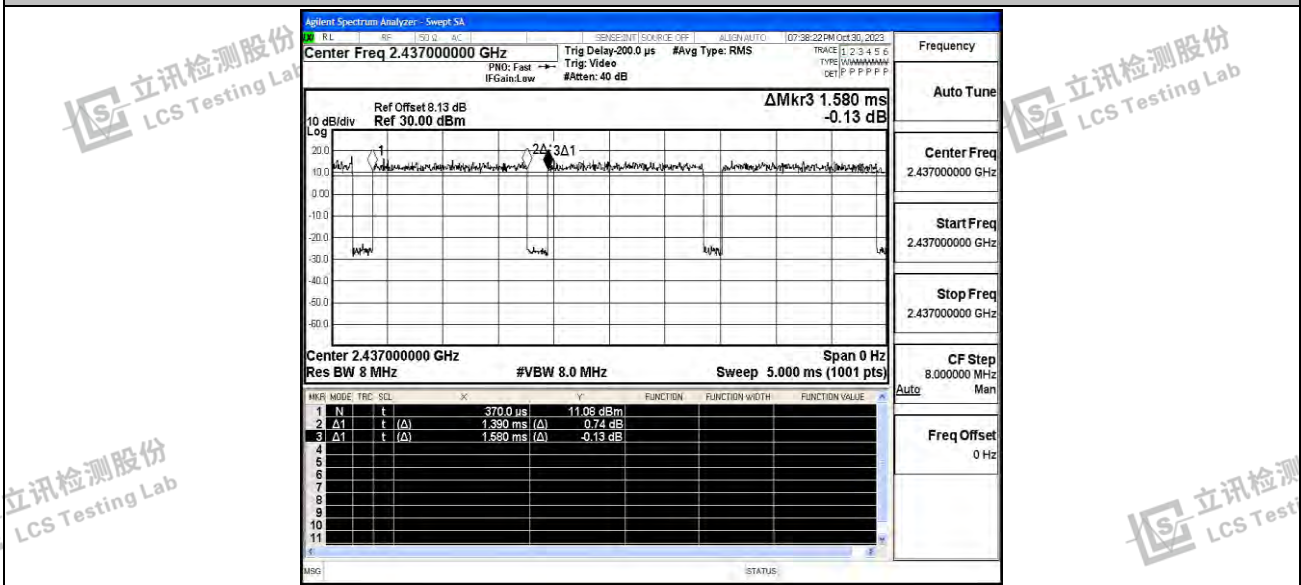 Agilent Spectrum Analyzer - Swept SA
RL RF 50 Ω AC SENSE:INT SOURCE OFF ALIGN AUTO 07:38:22 PM Oct 30, 2023
Center Freq 2.437000000 GHz
PNO: Fast
IFGain:Low
Trig Delay-200.0 µs #Avg Type: RMS
Trig: Video
#Atten: 40 dB
TRACE 1 2 3 4 5 6
TYPE
DET P P P P P P
Frequency
Auto Tune
Center Freq
2.437000000 GHz
Start Freq
2.437000000 GHz
Stop Freq
2.437000000 GHz
CF Step
8.000000 MHz
Auto Man
Freq Offset
0 Hz
ΔMkr3 1.580 ms
-0.13 dB
Ref Offset 8.13 dB
10 dB/div Ref 30.00 dBm
Log
20.0
10.0
0.00
-10.0
-20.0
-30.0
-40.0
-50.0
-60.0
1
2Δ1
3Δ1
Center 2.437000000 GHz Span 0 Hz
Res BW 8 MHz #VBW 8.0 MHz Sweep 5.000 ms (1001 pts)
MKR MODE TRC SCL X Y FUNCTION FUNCTION WIDTH FUNCTION VALUE
1 N t 370.0 µs 11.08 dBm
2 Δ1 t (Δ) 1.390 ms (Δ) 0.74 dB
3 Δ1 t (Δ) 1.580 ms (Δ) -0.13 dB
4
5
6
7
8
9
10
11
MSG STATUS
立讯检测股份
LCS Testing Lab
立讯检测股份
LCS Testing Lab
立讯检测股份
LCS Testing Lab
立讯检测
LCS Testi